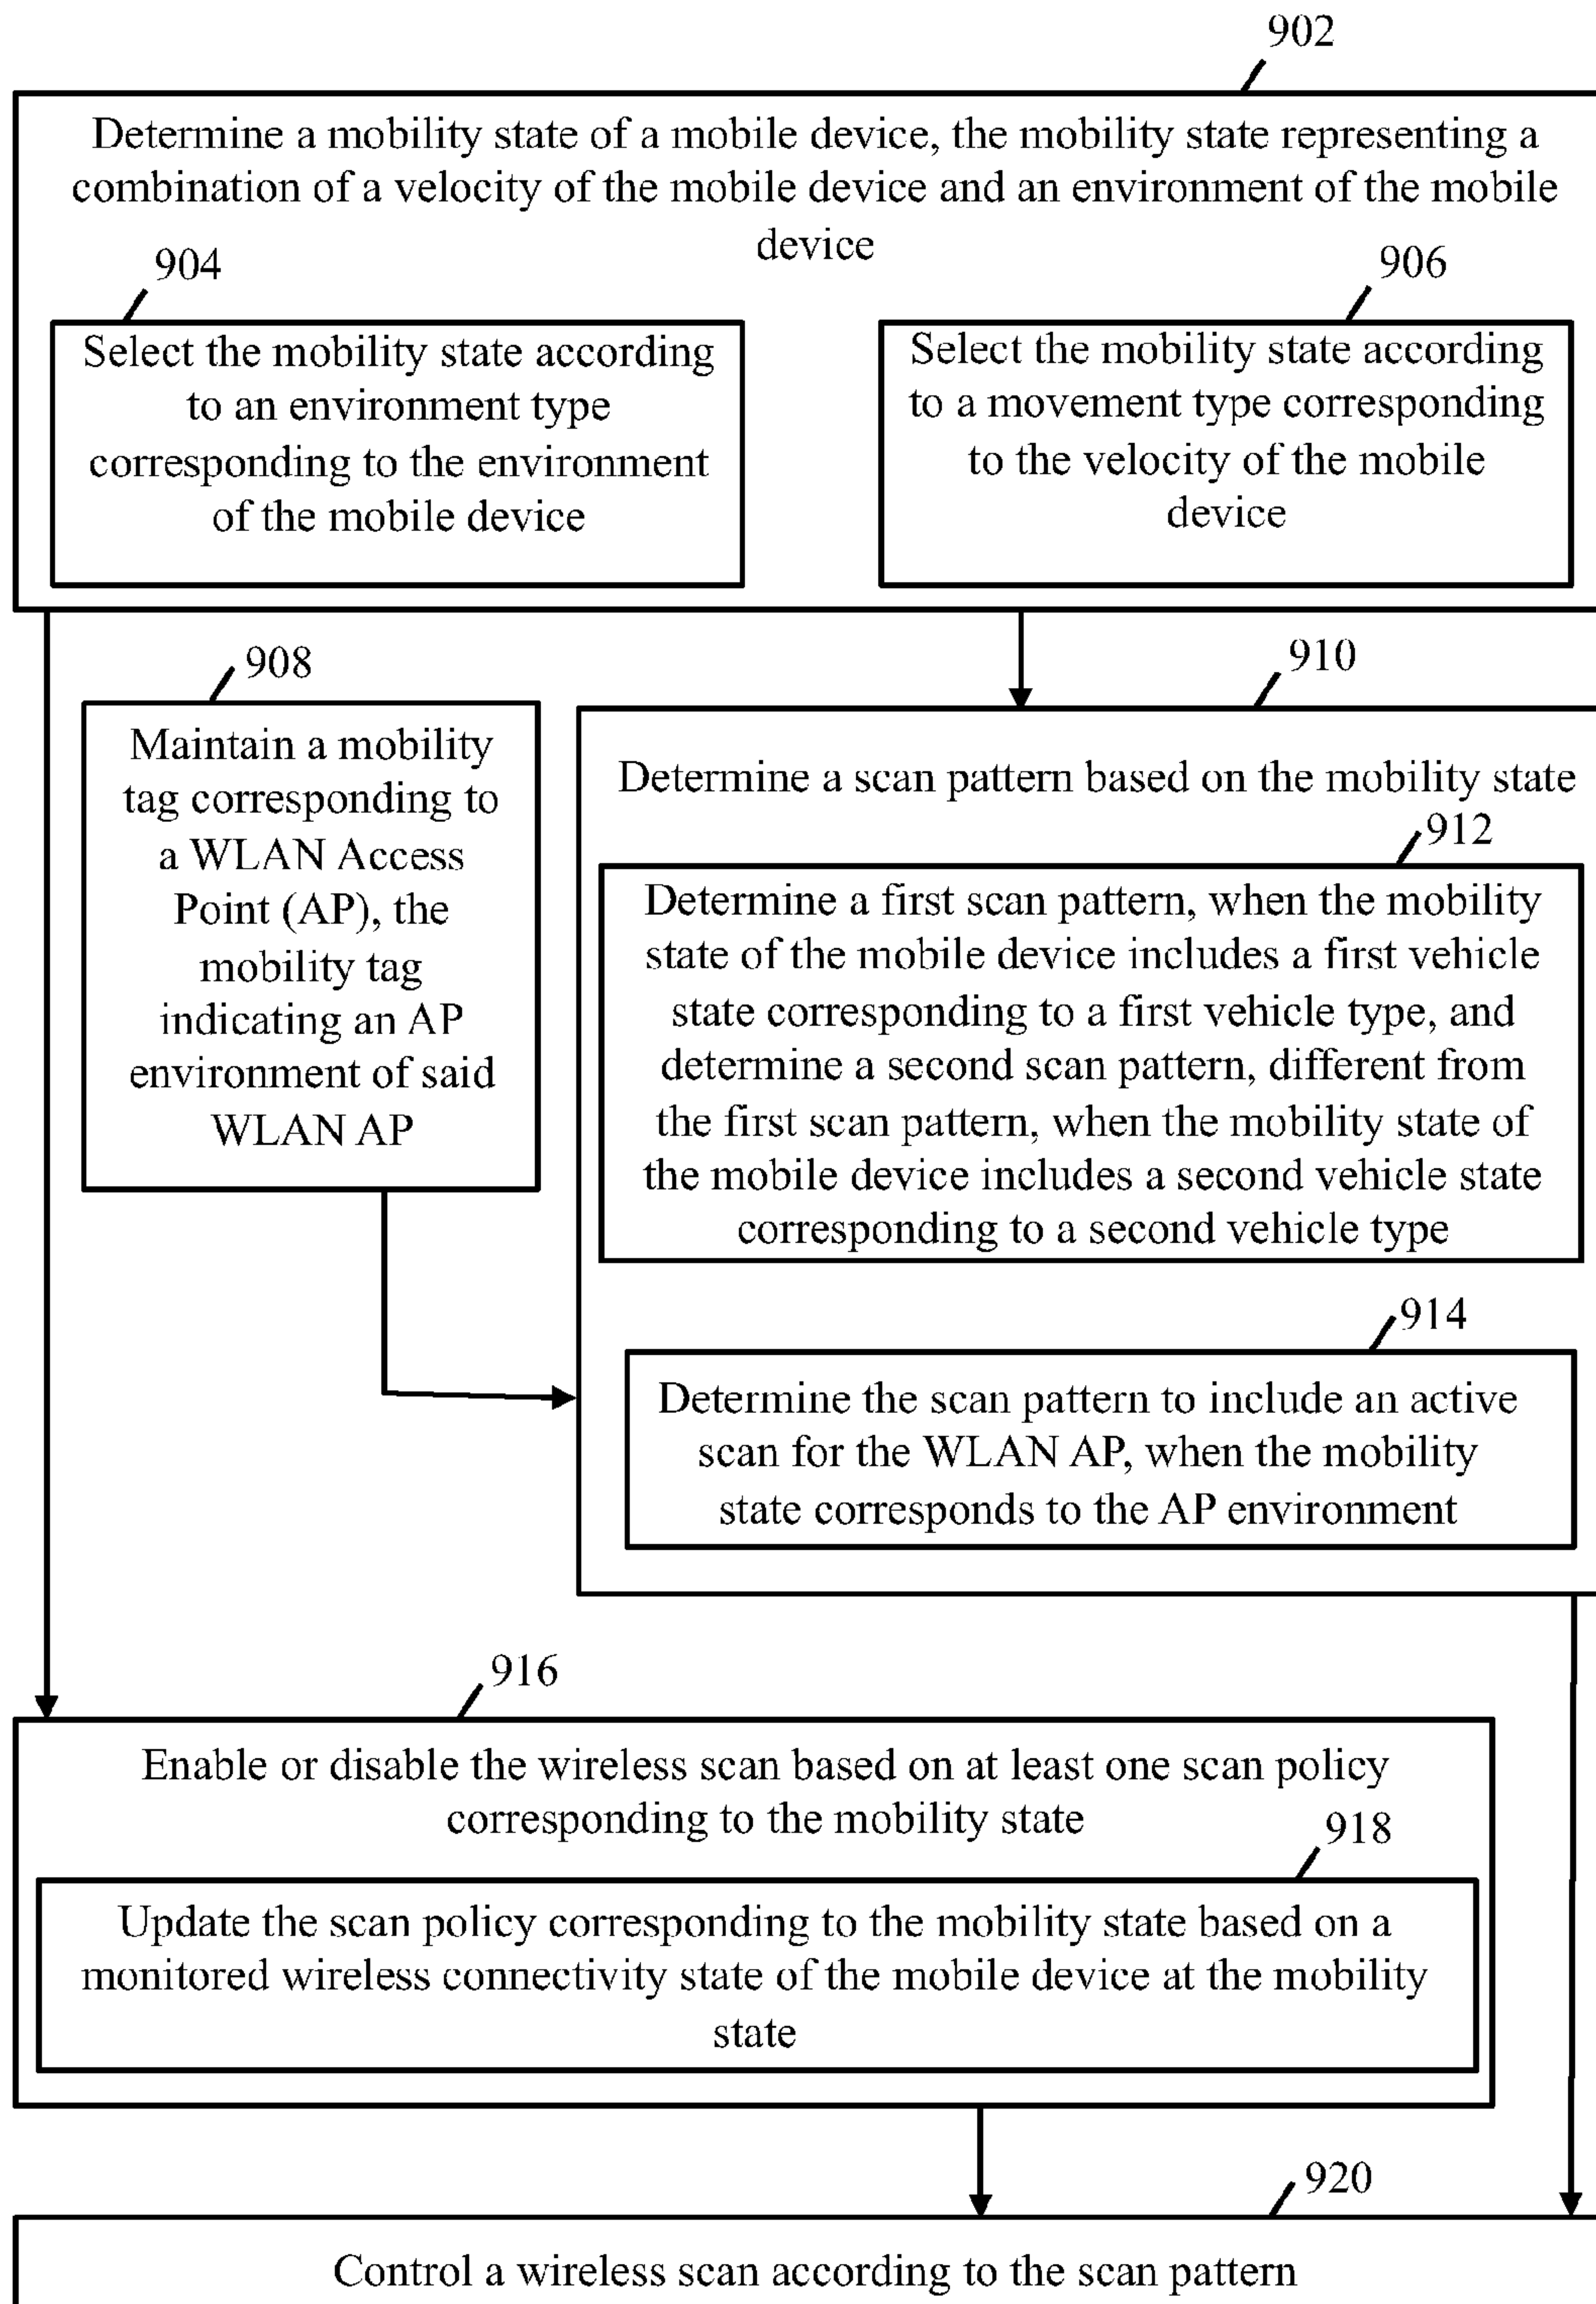 902
Determine a mobility state of a mobile device, the mobility state representing a
combination of a velocity of the mobile device and an environment of the mobile
device
904
906
Select the mobility state according
to an environment type
corresponding to the environment
of the mobile device
Select the mobility state according
to a movement type corresponding
to the velocity of the mobile
device
908
910
Maintain a mobility
tag corresponding to
a WLAN Access
Point (AP), the
mobility tag
indicating an AP
environment of said
WLAN AP
Determine a scan pattern based on the mobility state
912
Determine a first scan pattern, when the mobility
state of the mobile device includes a first vehicle
state corresponding to a first vehicle type, and
determine a second scan pattern, different from
the first scan pattern, when the mobility state of
the mobile device includes a second vehicle state
corresponding to a second vehicle type
914
Determine the scan pattern to include an active
scan for the WLAN AP, when the mobility
state corresponds to the AP environment
916
Enable or disable the wireless scan based on at least one scan policy
corresponding to the mobility state
918
Update the scan policy corresponding to the mobility state based on a
monitored wireless connectivity state of the mobile device at the mobility
state
920
Control a wireless scan according to the scan pattern